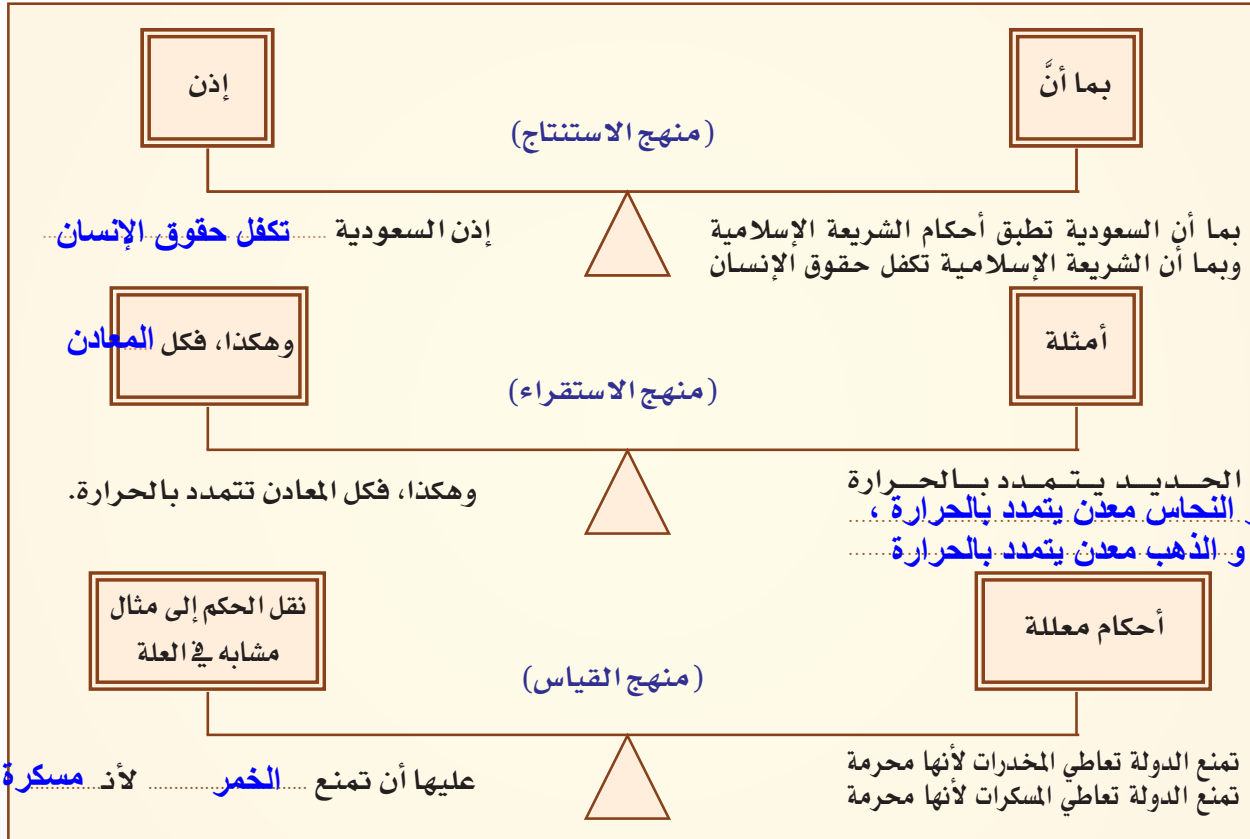 بما أنَّ
إذن
(منهج الاستنتاج)
بما أن السعودية تطبق أحكام الشريعة الإسلامية
وبما أن الشريعة الإسلامية تكفل حقوق الإنسان
إذن السعودية تكفل حقوق الإنسان
أمثلة
وهكذا، فكل المعادن
(منهج الاستقراء)
الحديد يتمدد بالحرارة
و النحاس معدن يتمدد بالحرارة ،
و الذهب معدن يتمدد بالحرارة
وهكذا، فكل المعادن تتمدد بالحرارة.
أحكام معللة
نقل الحكم إلى مثال
مشابه في العلة
(منهج القياس)
تمنع الدولة تعاطي المخدرات لأنها محرمة
تمنع الدولة تعاطي المسكرات لأنها محرمة
عليها أن تمنع الخمر لأنـ مسكرة